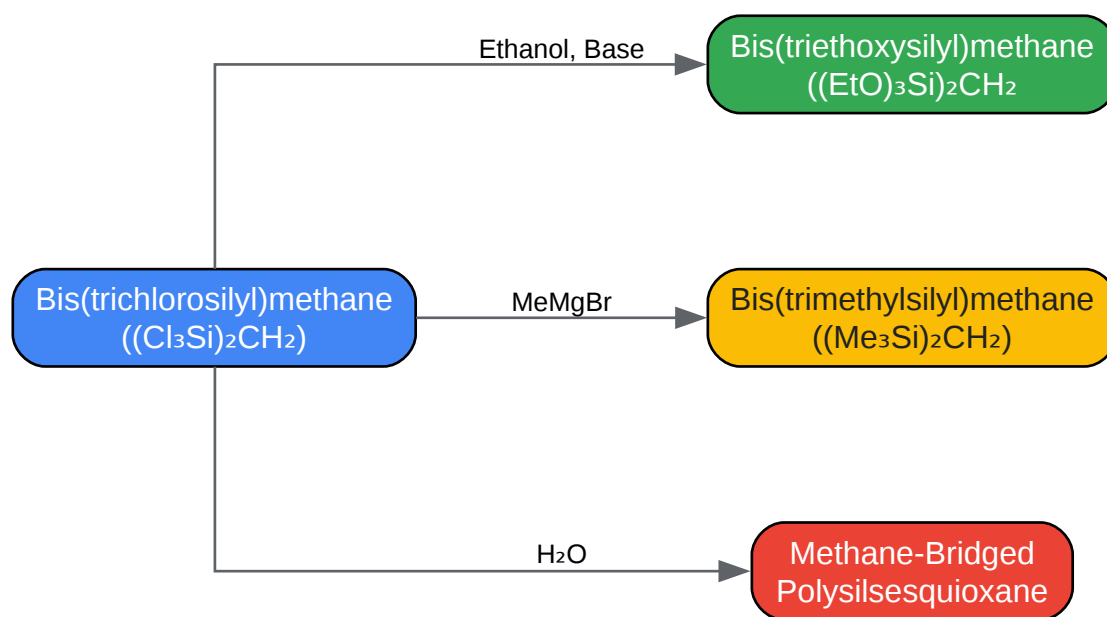 Ethanol, Base
Bis(triethoxysilyl)methane
((EtO)₃Si)₂CH₂
Bis(trichlorosilyl)methane
((Cl₃Si)₂CH₂)
MeMgBr
Bis(trimethylsilyl)methane
((Me₃Si)₂CH₂)
H₂O
Methane-Bridged
Polysilsesquioxane